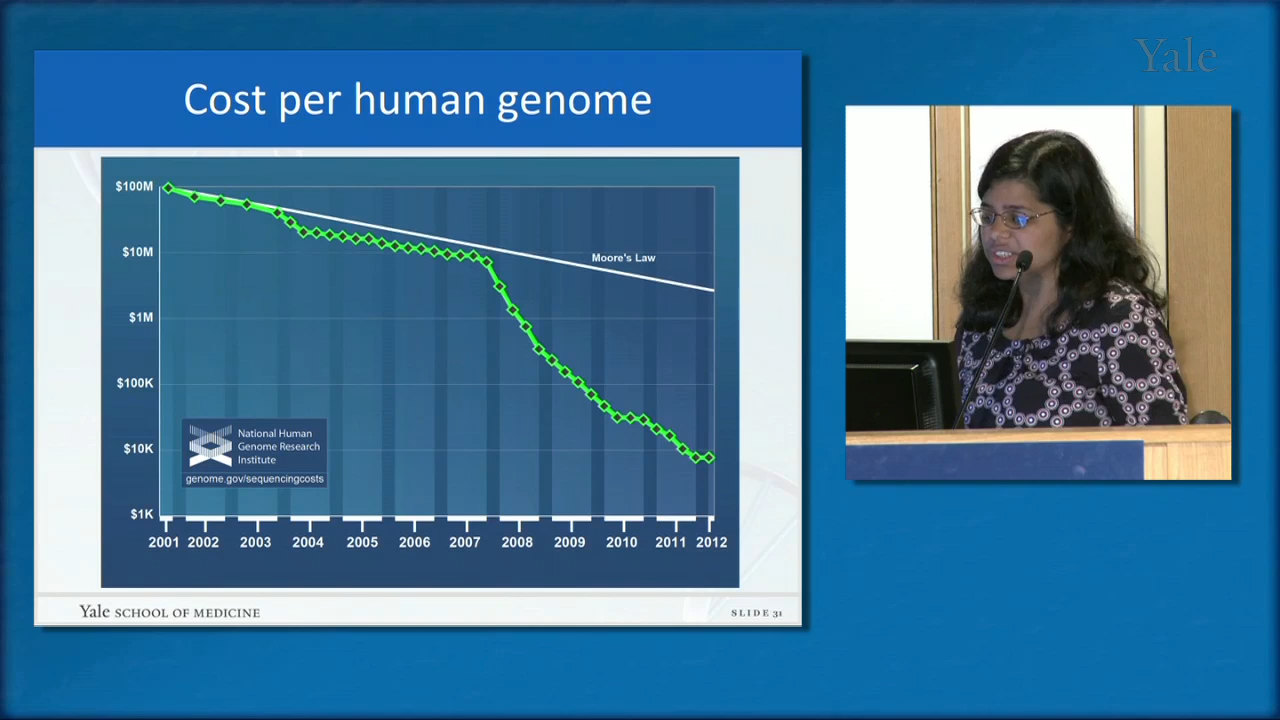 Yale
Cost per human genome
$100M
$10M
$1M
$100K
$10K
$1K
Moore's Law
National Human
Genome Research
Institute
genome.gov/sequencingcosts
2001 2002 2003 2004 2005 2006 2007 2008 2009 2010 2011 2012
Yale SCHOOL OF MEDICINE
SLIDE 31